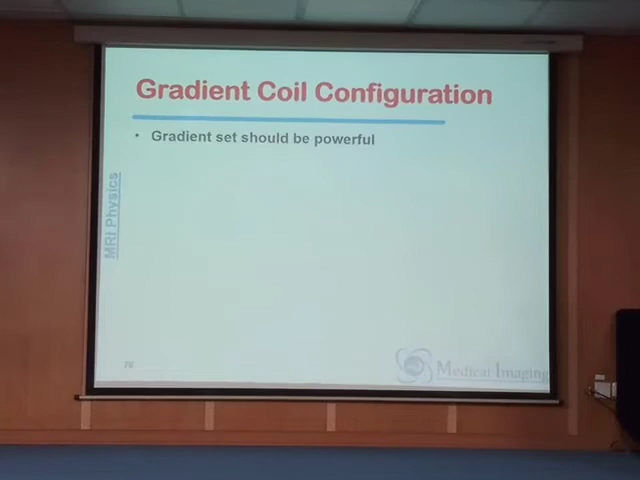 Gradient Coil Configuration
• Gradient set should be powerful
MRI Physics
Medical Imaging